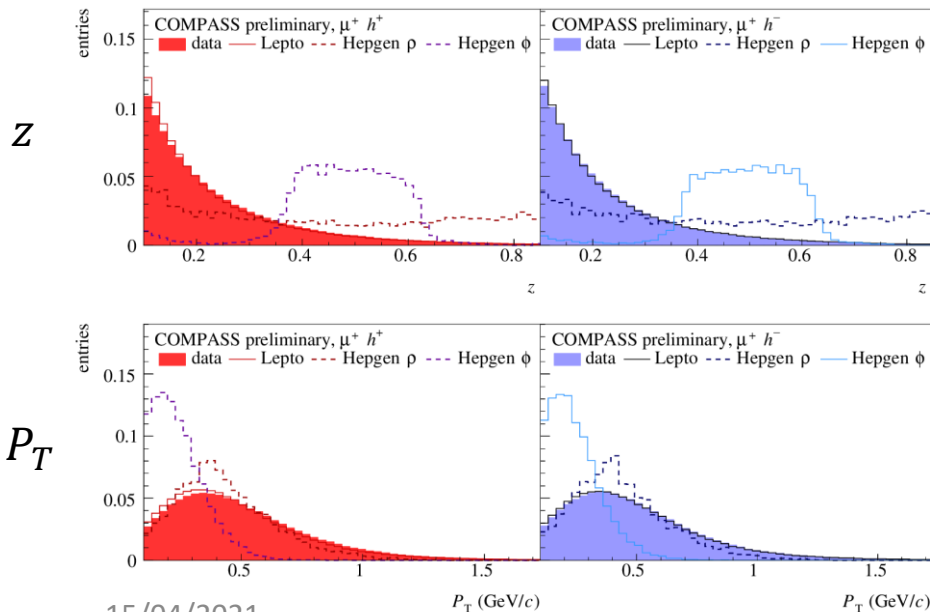 COMPASS preliminary, μ⁺ h⁺
data Lepto Hepgen ρ Hepgen ϕ
COMPASS preliminary, μ⁺ h⁻
data Lepto Hepgen ρ Hepgen ϕ
entries
0.15
0.1
0.05
0
z
0.2 0.4 0.6 0.8
0.2 0.4 0.6 0.8
z
z
COMPASS preliminary, μ⁺ h⁺
data Lepto Hepgen ρ Hepgen ϕ
COMPASS preliminary, μ⁺ h⁻
data Lepto Hepgen ρ Hepgen ϕ
entries
0.15
0.1
0.05
0
P_T
0.5 1 1.5
0.5 1 1.5
P_T (GeV/c)
P_T (GeV/c)
15/04/2021